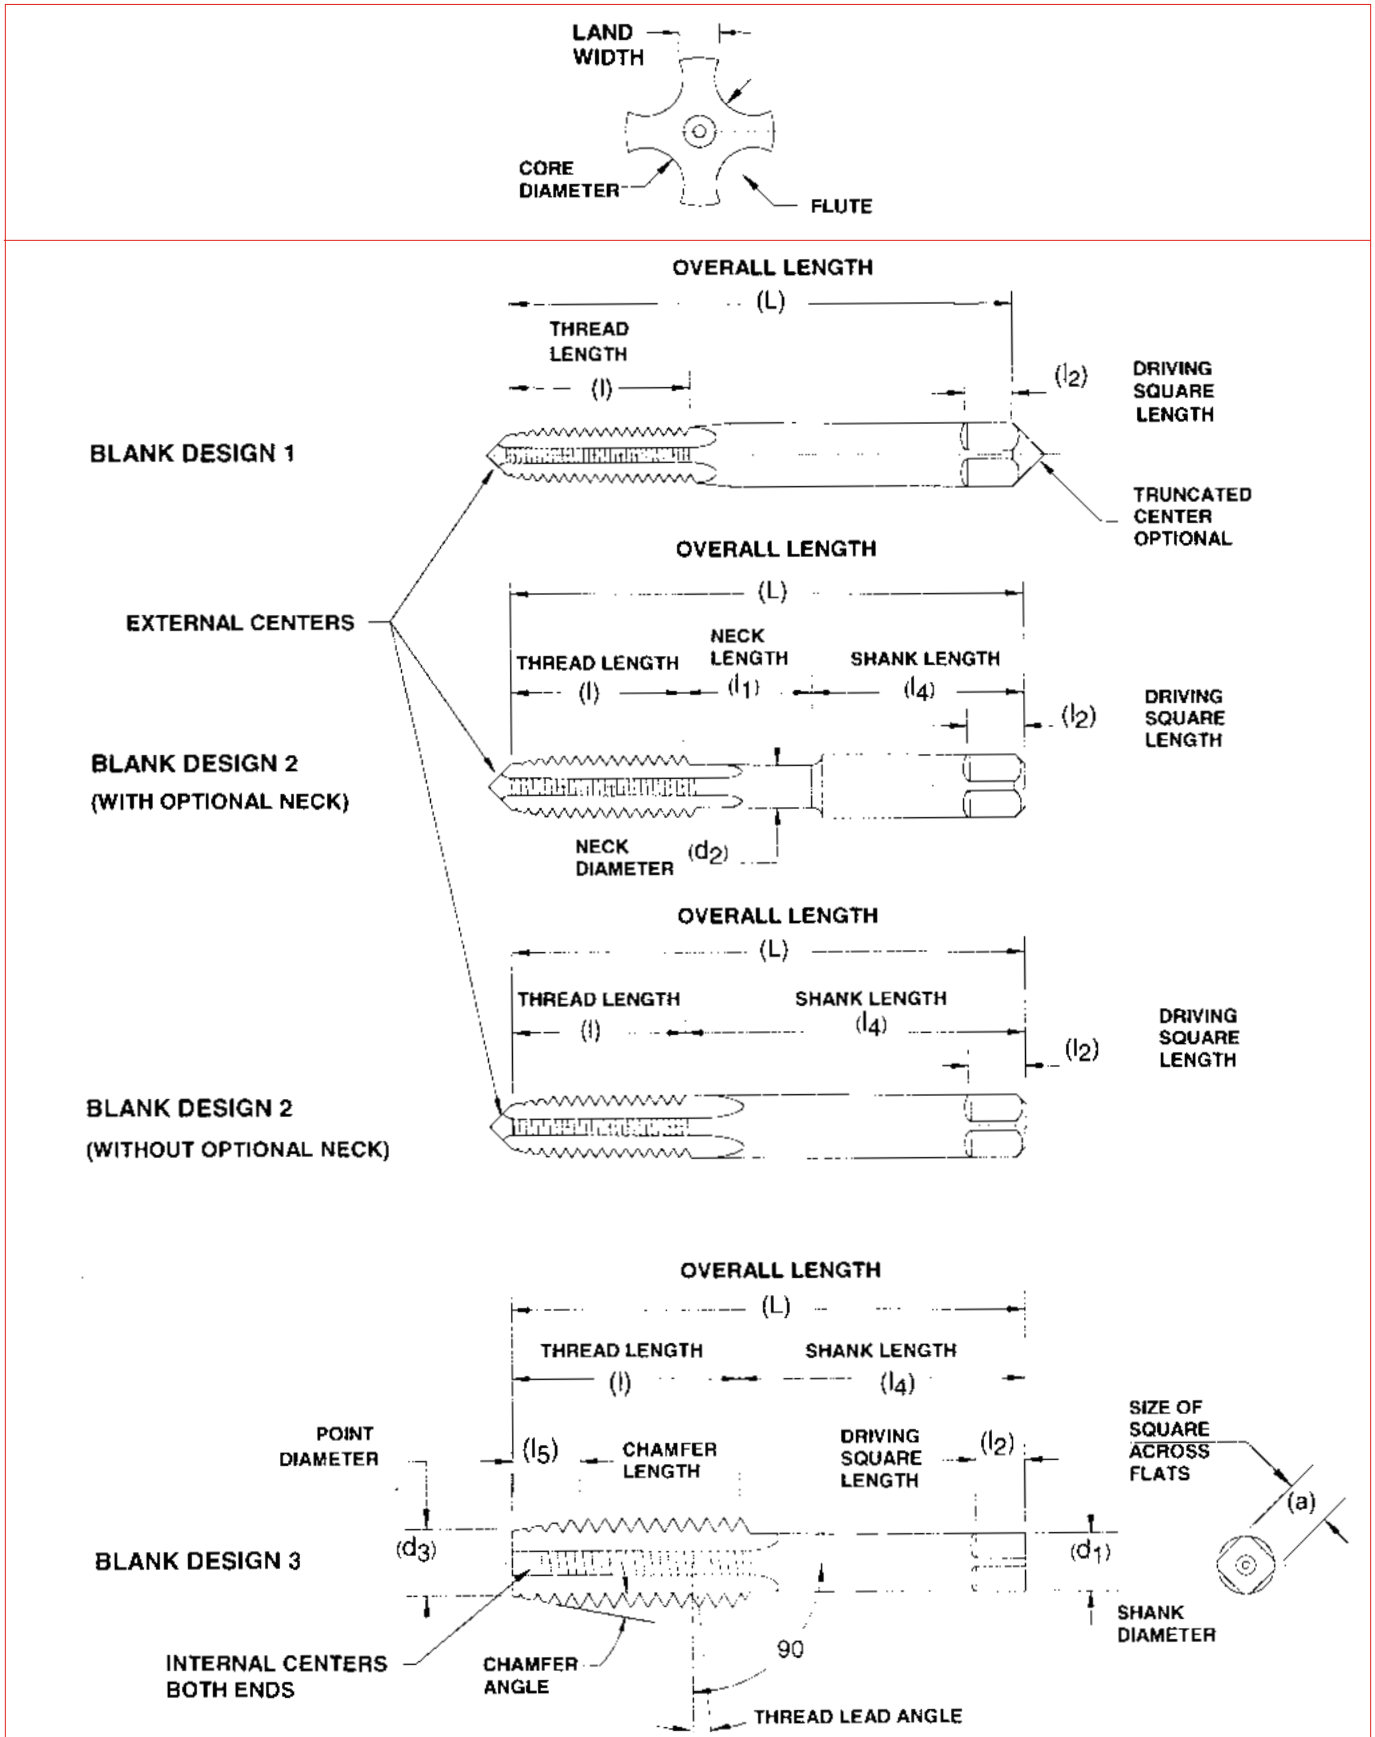 LAND
WIDTH
CORE
DIAMETER
FLUTE
OVERALL LENGTH
(L)
THREAD
LENGTH
(l)
(l2)
DRIVING
SQUARE
LENGTH
BLANK DESIGN 1
TRUNCATED
CENTER
OPTIONAL
OVERALL LENGTH
(L)
EXTERNAL CENTERS
THREAD LENGTH
(l)
NECK
LENGTH
(l1)
SHANK LENGTH
(l4)
(l2)
DRIVING
SQUARE
LENGTH
BLANK DESIGN 2
(WITH OPTIONAL NECK)
NECK
DIAMETER
(d2)
OVERALL LENGTH
(L)
THREAD LENGTH
(l)
SHANK LENGTH
(l4)
(l2)
DRIVING
SQUARE
LENGTH
BLANK DESIGN 2
(WITHOUT OPTIONAL NECK)
OVERALL LENGTH
(L)
THREAD LENGTH
(l)
SHANK LENGTH
(l4)
POINT
DIAMETER
(l5)
CHAMFER
LENGTH
DRIVING
SQUARE
LENGTH
(l2)
SIZE OF
SQUARE
ACROSS
FLATS
(a)
BLANK DESIGN 3
(d3)
(d1)
SHANK
DIAMETER
INTERNAL CENTERS
BOTH ENDS
CHAMFER
ANGLE
90
THREAD LEAD ANGLE